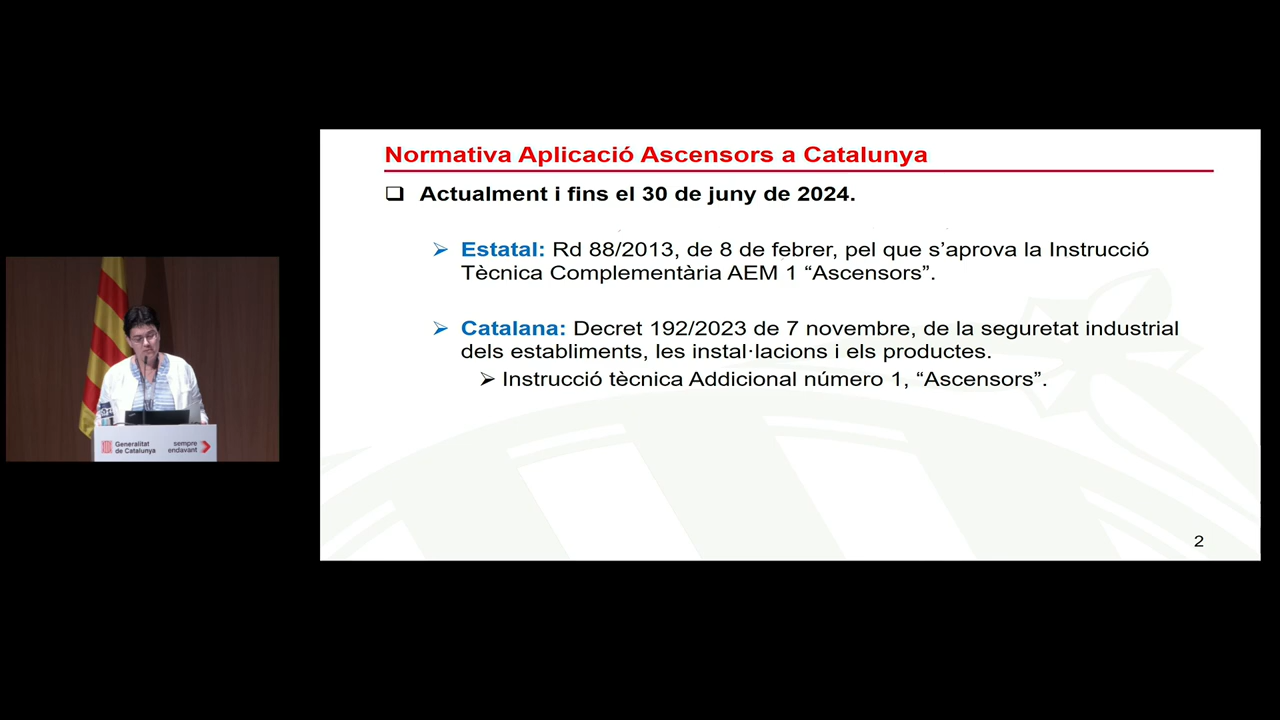 Normativa Aplicació Ascensors a Catalunya
Actualment i fins el 30 de juny de 2024.
Estatal: Rd 88/2013, de 8 de febrer, pel que s’aprova la Instrucció
Tècnica Complementària AEM 1 “Ascensors”.
Catalana: Decret 192/2023 de 7 novembre, de la seguretat industrial
dels establiments, les instal·lacions i els productes.
Instrucció tècnica Addicional número 1, “Ascensors”.
2
Generalitat
de Catalunya
sempre
endavant